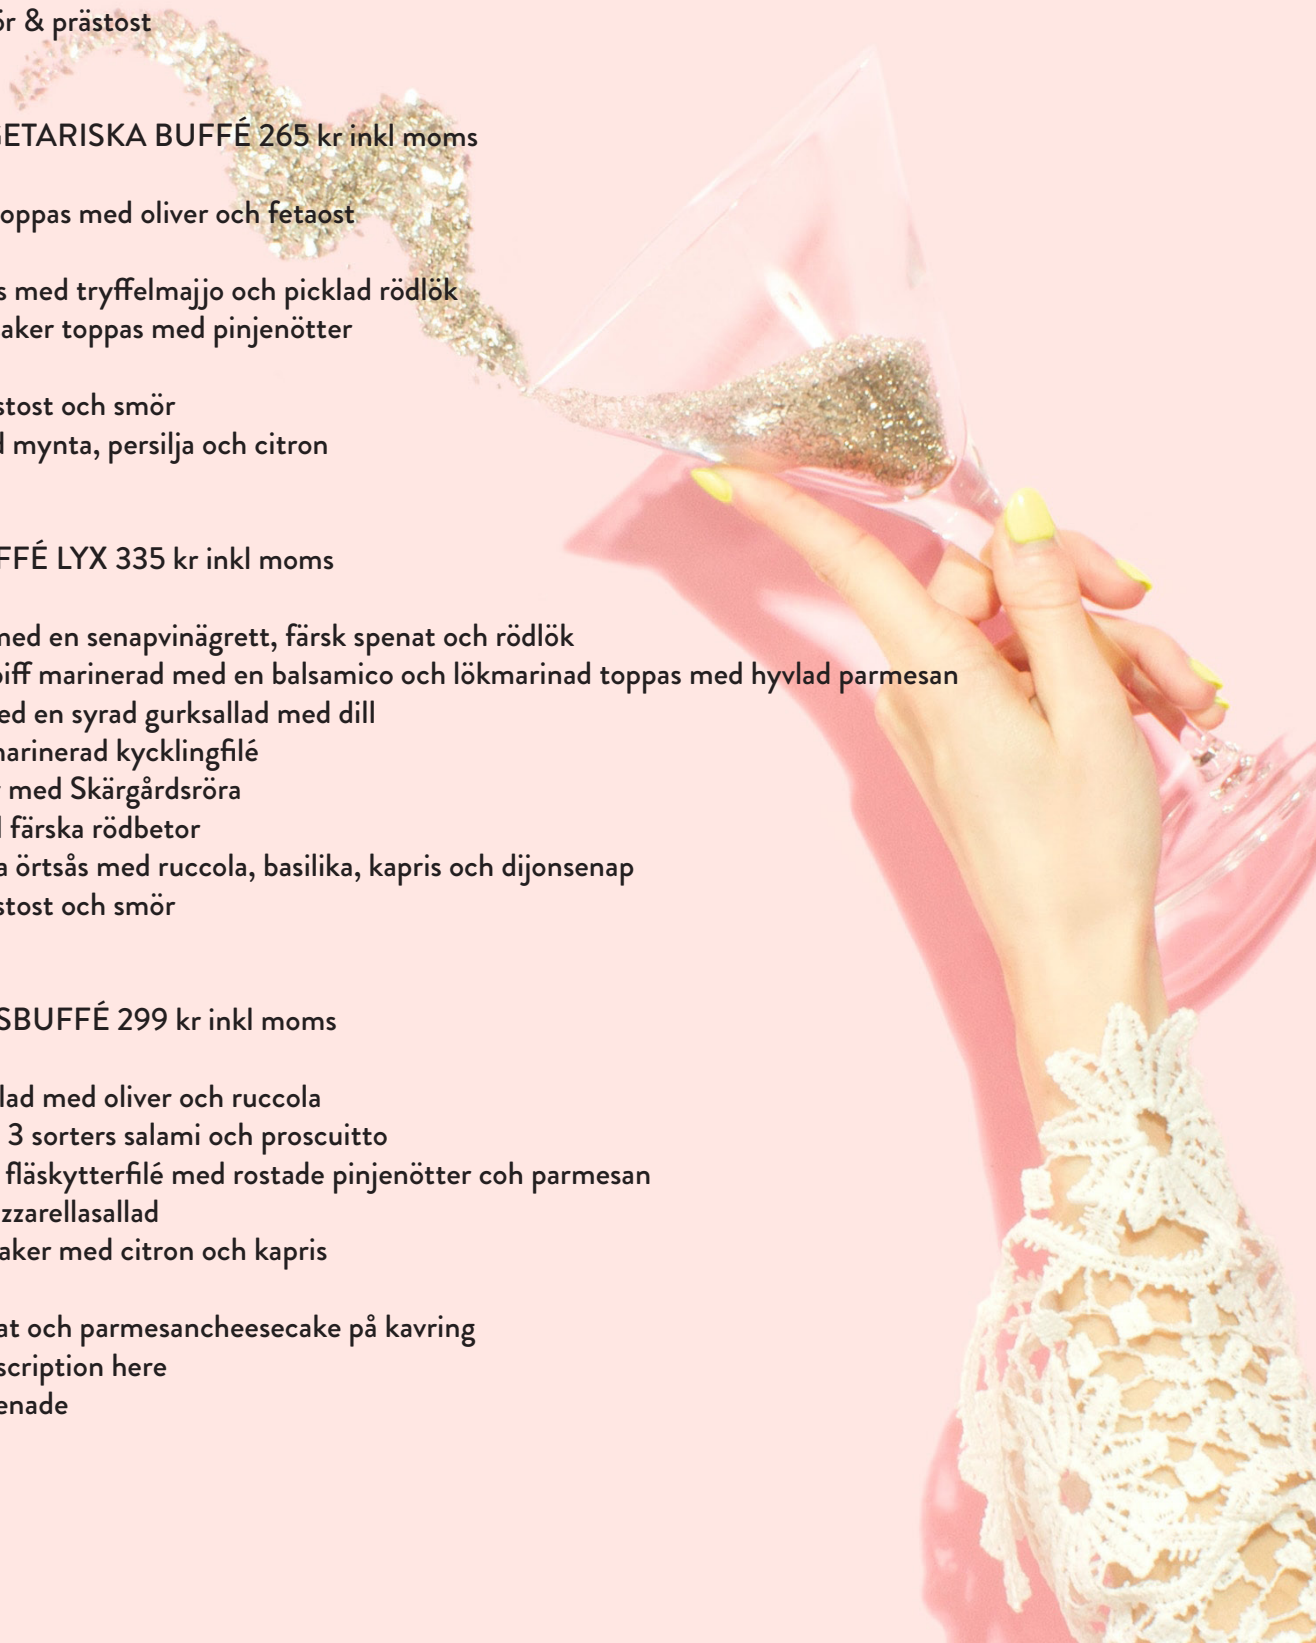 ör & prästost
GETARISKA BUFFÉ 265 kr inkl moms
oppas med oliver och fetaost
s med tryffelmajjo och picklad rödlök
aker toppas med pinjenötter
stost och smör
d mynta, persilja och citron
FFÉ LYX 335 kr inkl moms
med en senapvinägrett, färsk spenat och rödlök
biff marinerad med en balsamico och lökmarinad toppas med hyvlad parmesan
ed en syrad gurksallad med dill
marinerad kycklingfilé
r med Skärgårdsröra
d färska rödbetor
a örtsås med ruccola, basilika, kapris och dijonsenap
stost och smör
SBUFFÉ 299 kr inkl moms
lad med oliver och ruccola
3 sorters salami och proscuitto
fläskytterfilé med rostade pinjenötter coh parmesan
zzarellasallad
aker med citron och kapris
at och parmesancheesecake på kavring
scription here
enade